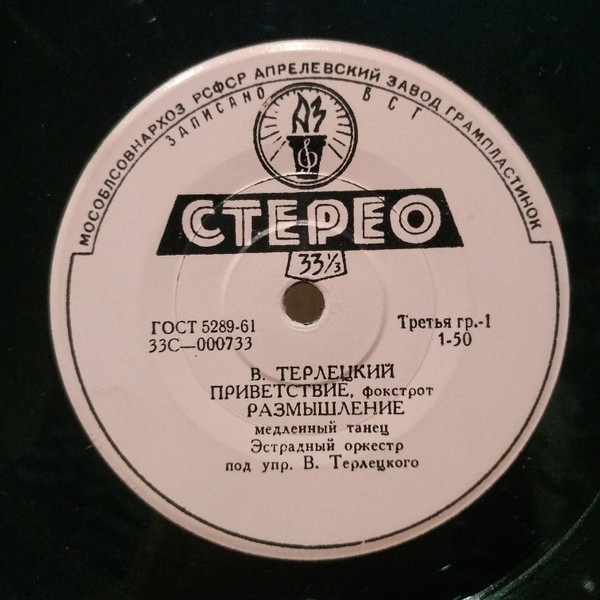 МОСОБЛСОВНАРХОЗ РСФСР АПРЕЛЕВСКИЙ ЗАВОД ГРАМПЛАСТИНОК
ЗАПИСАНО ВСГ
АЗ
СТЕРЕО
33⅓
ГОСТ 5289-61
33С—000733
Третья гр.-1
1-50
В. ТЕРЛЕЦКИЙ
ПРИВЕТСТВИЕ, фокстрот
РАЗМЫШЛЕНИЕ
медленный танец
Эстрадный оркестр
под упр. В. Терлецкого